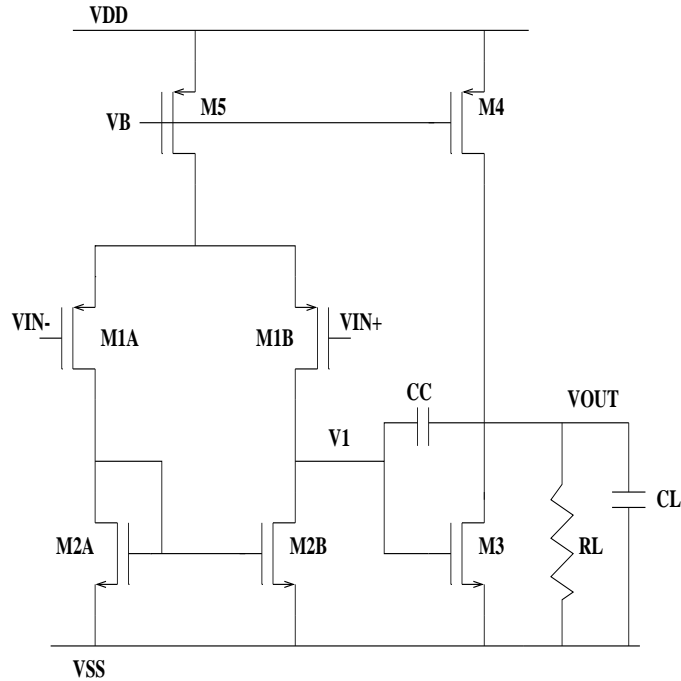 VDD
M5
M4
VB
VIN-
M1A
M1B
VIN+
CC
VOUT
V1
CL
M2A
M2B
M3
RL
VSS